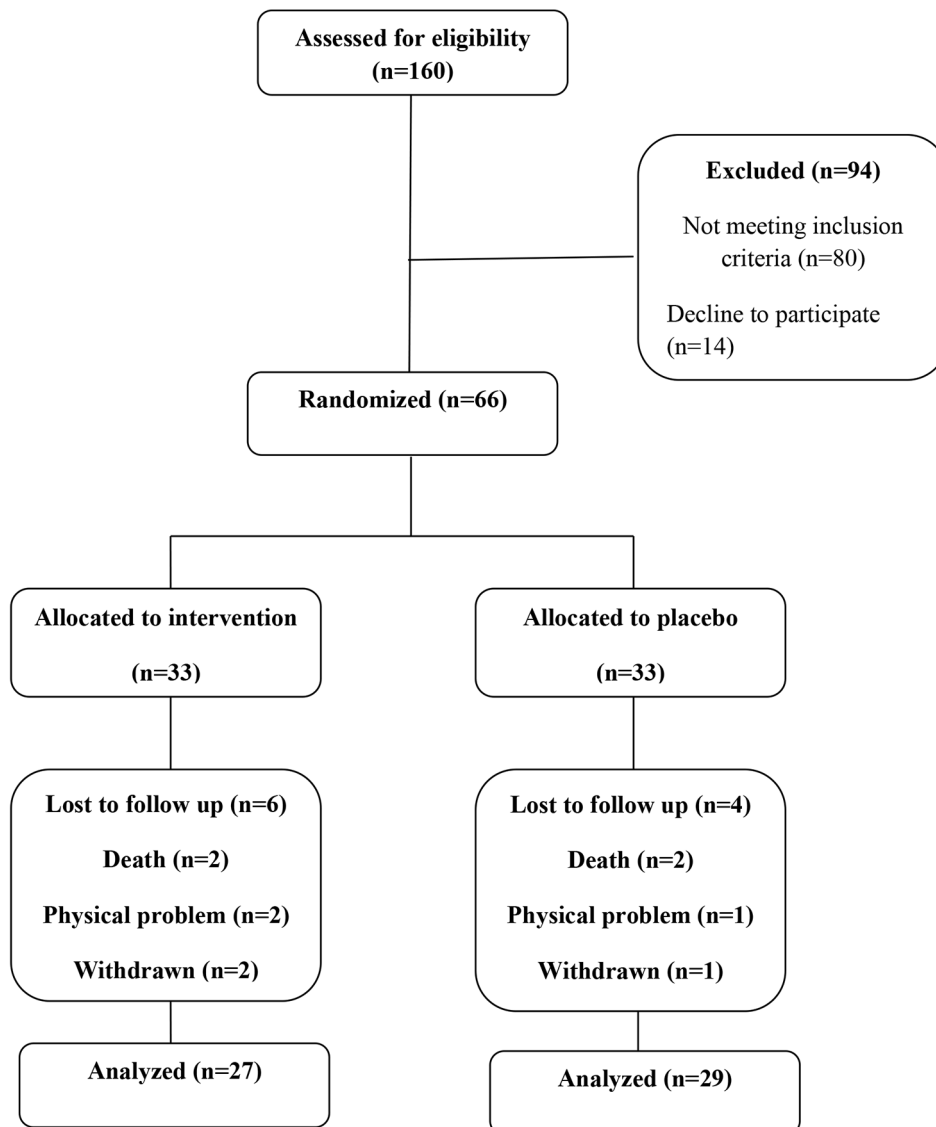 Assessed for eligibility
(n=160)
Excluded (n=94)
Not meeting inclusion
criteria (n=80)
Decline to participate
(n=14)
Randomized (n=66)
Allocated to intervention
(n=33)
Allocated to placebo
(n=33)
Lost to follow up (n=6)
Death (n=2)
Physical problem (n=2)
Withdrawn (n=2)
Lost to follow up (n=4)
Death (n=2)
Physical problem (n=1)
Withdrawn (n=1)
Analyzed (n=27)
Analyzed (n=29)